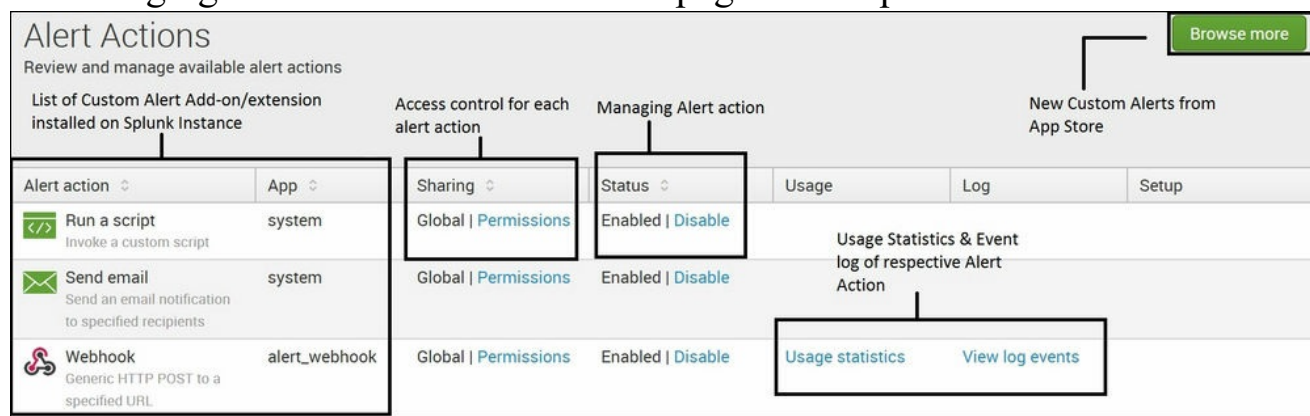 Alert Actions
Browse more
Review and manage available alert actions
List of Custom Alert Add-on/extension
installed on Splunk Instance
Access control for each
alert action
Managing Alert action
New Custom Alerts from
App Store
Alert action App Sharing Status Usage Log Setup
Run a script system Global | Permissions Enabled | Disable
Invoke a custom script
Usage Statistics & Event
log of respective Alert
Action
Send email system Global | Permissions Enabled | Disable
Send an email notification
to specified recipients
Webhook alert_webhook Global | Permissions Enabled | Disable Usage statistics View log events
Generic HTTP POST to a
specified URL